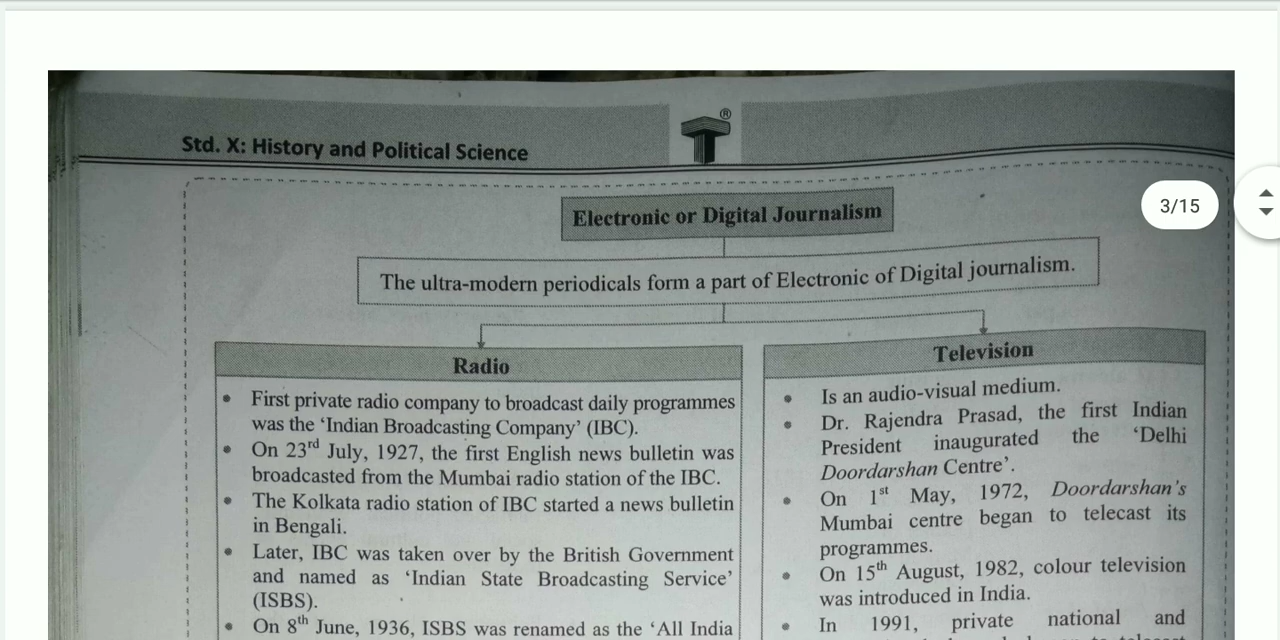 Std. X: History and Political Science
®
3/15
Electronic or Digital Journalism
The ultra-modern periodicals form a part of Electronic of Digital journalism.
Radio
• First private radio company to broadcast daily programmes
was the ‘Indian Broadcasting Company’ (IBC).
• On 23rd July, 1927, the first English news bulletin was
broadcasted from the Mumbai radio station of the IBC.
• The Kolkata radio station of IBC started a news bulletin
in Bengali.
• Later, IBC was taken over by the British Government
and named as ‘Indian State Broadcasting Service’
(ISBS).
• On 8th June, 1936, ISBS was renamed as the ‘All India
Television
• Is an audio-visual medium.
• Dr. Rajendra Prasad, the first Indian
President inaugurated the ‘Delhi
Doordarshan Centre’.
• On 1st May, 1972, Doordarshan's
Mumbai centre began to telecast its
programmes.
• On 15th August, 1982, colour television
was introduced in India.
• In 1991, private national and